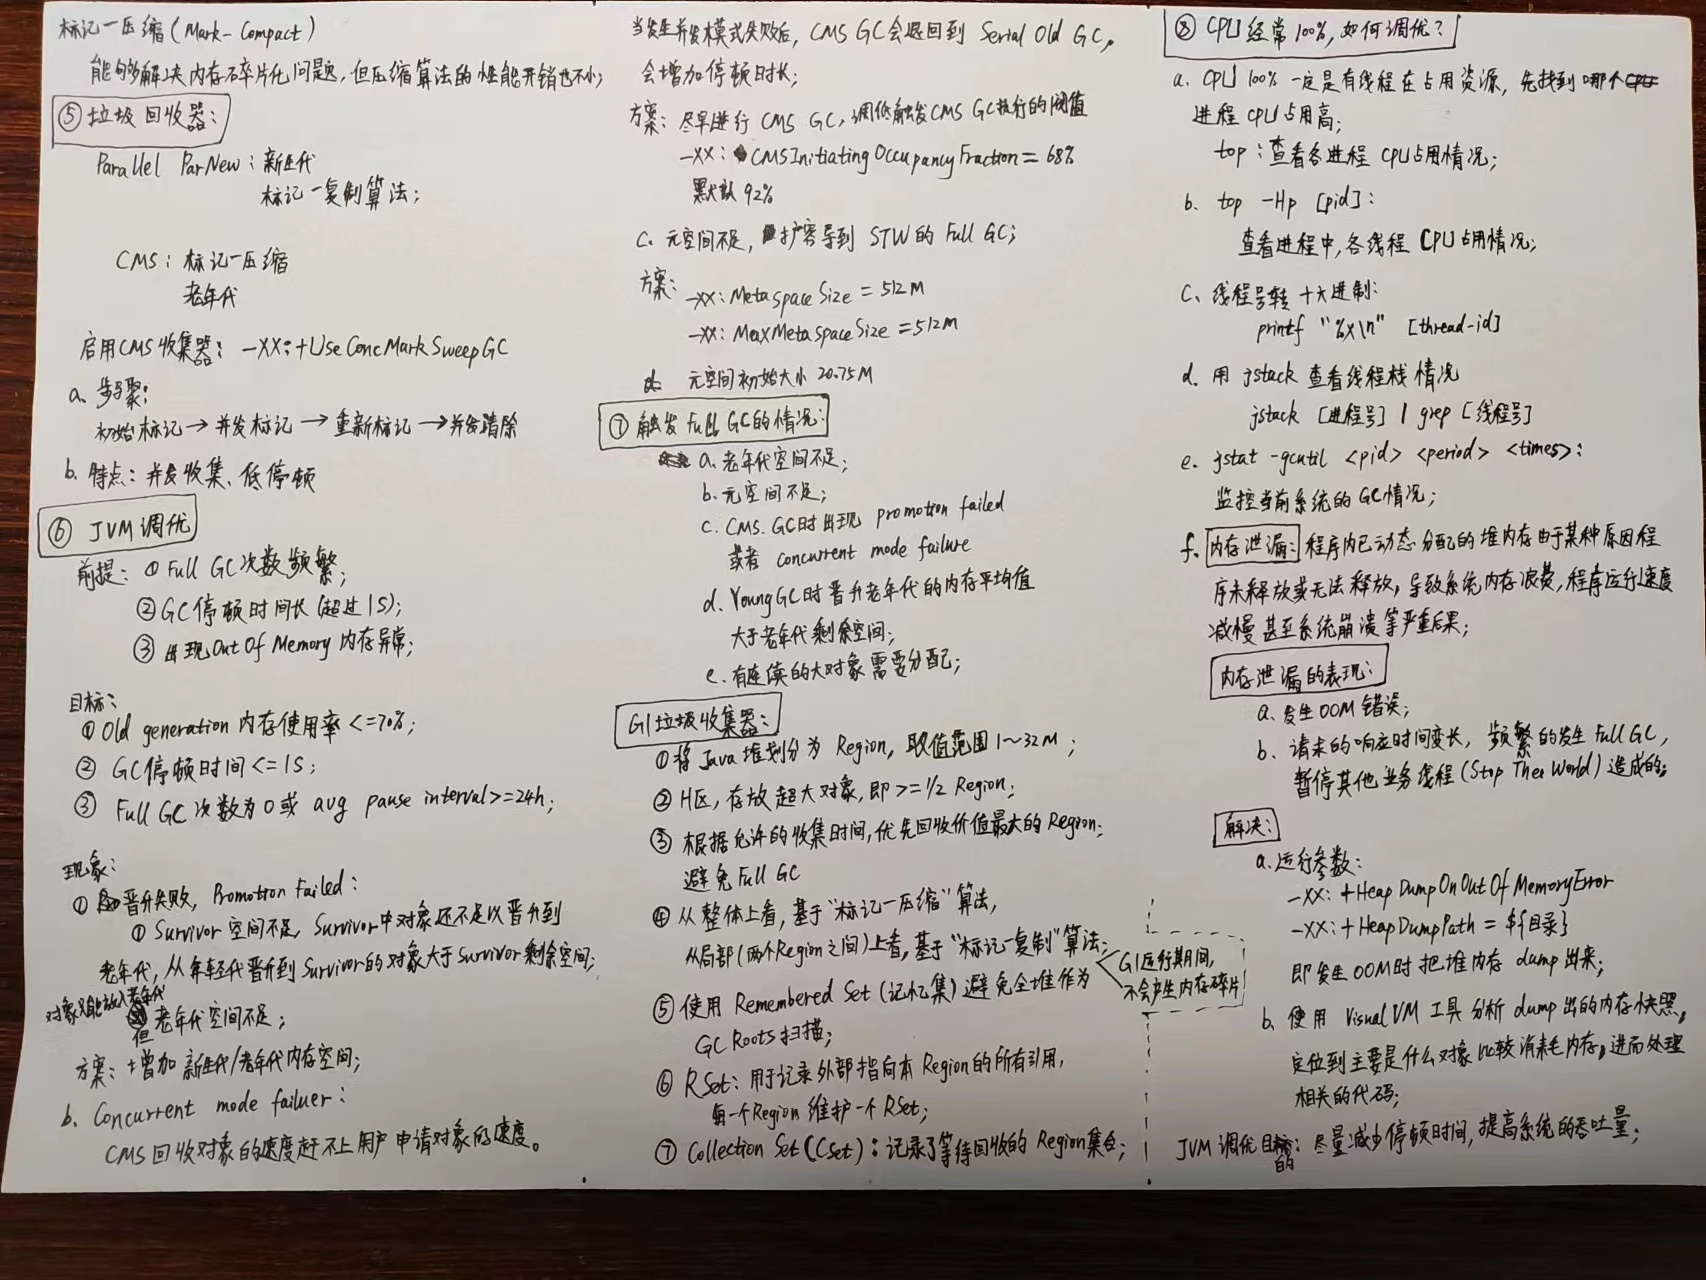 标记一压缩(Mark-Compact)
能够解决内存碎片化问题,但压缩算法的性能开销也不小;
⑤垃圾回收器:
Parallel ParNew:新生代
标记一复制算法;
CMS:标记一压缩
老年代
启用CMS收集器:-XX:+UseConcMarkSweepGC
a.步骤:
初始标记→并发标记→重新标记→并发清除
b.特点:并发收集、低停顿
⑥ JVM调优
前提:①Full GC次数频繁;
②GC停顿时间长(超过1S);
③出现OutOfMemory内存异常;
目标:
①Old generation内存使用率<=70%;
②GC停顿时间<=1S;
③Full GC次数为0或avg pause interval>=24h;
现象:
①晋升失败,Promotion Failed:
①Survivor空间不足,Survivor中对象还不足以晋升到
老年代,从年轻代晋升到Survivor的对象大于Survivor剩余空间;
对象只能放入老年代
但老年代空间不足;
方案:增加新生代/老年代内存空间;
b. Concurrent mode failuer:
CMS回收对象的速度赶不上用户申请对象的速度。
当发生并发模式失败后,CMS GC会退回到 Serial Old GC,
会增加停顿时长;
方案:尽早进行CMS GC,调低触发CMS GC执行的阈值
-XX:CMSInitiatingOccupancyFraction=68%
默认92%
c.元空间不足,扩容导到STW的Full GC;
方案:-XX:MetaspaceSize=512M
-XX:MaxMetaspaceSize=512M
元空间初始大小20.75M
⑦触发Full GC的情况:
a.老年代空间不足;
b.元空间不足;
c.CMS.GC时出现 promotion failed
或者 concurrent mode failure
d.YoungGC时晋升老年代的内存平均值
大于老年代剩余空间;
e.有连续的大对象需要分配;
G1垃圾收集器:
①将Java堆划分为Region,取值范围1~32M;
②H区,存放超大对象,即>=1/2 Region;
③根据允许的收集时间,优先回收价值最大的Region;
避免Full GC
④从整体上看,基于"标记一压缩"算法,
从局部(两个Region之间)上看,基于"标记一复制"算法;
G1运行期间,
不会产生内存碎片
⑤使用Remembered Set(记忆集)避免全堆作为
GC Roots扫描;
⑥RSet:用于记录外部指向本Region的所有引用,
每一个Region维护一个RSet;
⑦Collection Set(CSet):记录了等待回收的Region集合;
⑧CPU经常100%,如何调优?
a. CPU 100%一定是有线程在占用资源,先找到哪个
进程CPU占用高;
top:查看各进程CPU占用情况;
b. top -Hp [pid]:
查看进程中,各线程CPU占用情况;
c.线程号转十六进制:
printf "%x\n" [thread-id]
d.用jstack查看线程栈情况
jstack [进程号] | grep [线程号]
e. jstat -gcutil <pid> <period> <times>:
监控当前系统的GC情况;
f.内存泄漏:程序内已动态分配的堆内存由于某种原因程
序未释放或无法释放,导致系统内存浪费,程序运行速度
减慢甚至系统崩溃等严重后果;
内存泄漏的表现:
a.发生OOM错误;
b.请求的响应时间变长,频繁的发生Full GC,
暂停其他业务线程(Stop The World)造成的;
解决:
a.运行参数:
-XX:+HeapDumpOnOutOfMemoryError
-XX:+HeapDumpPath=${目录}
即发生OOM时把堆内存dump出来;
b.使用VisualVM工具分析dump出的内存快照,
定位到主要是什么对象比较消耗内存,进而处理
相关的代码;
JVM调优目的:尽量减少停顿时间,提高系统的吞吐量;